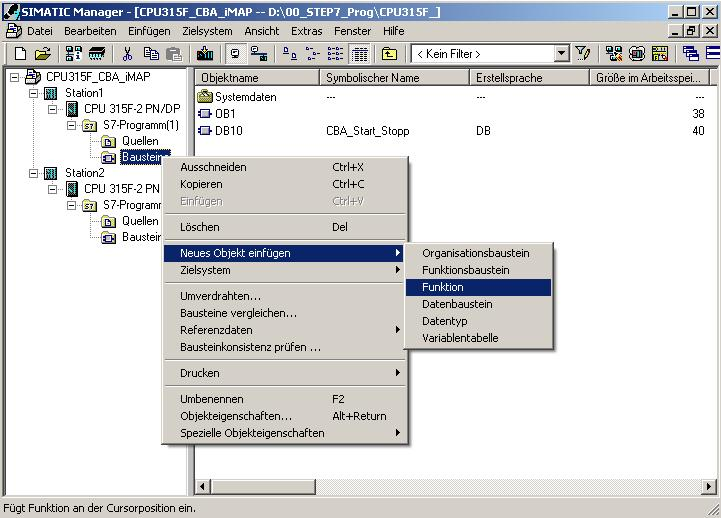 SIMATIC Manager - [CPU315F_CBA_iMAP -- D:\00_STEP7_Prog\CPU315F_]
Datei Bearbeiten Einfügen Zielsystem Ansicht Extras Fenster Hilfe
< Kein Filter >
CPU315F_CBA_iMAP
Station1
CPU 315F-2 PN/DP
S7-Programm(1)
Quellen
Bausteine
Station2
CPU 315F-2 PN
S7-Programm
Quellen
Baustein
Objektname Symbolischer Name Erstellsprache Größe im Arbeitsspei...
Systemdaten --- --- ---
OB1 38
DB10 CBA_Start_Stopp DB 40
Ausschneiden Ctrl+X
Kopieren Ctrl+C
Einfügen Ctrl+V
Löschen Del
Neues Objekt einfügen
Zielsystem
Umverdrahten...
Bausteine vergleichen...
Referenzdaten
Bausteinkonsistenz prüfen ...
Drucken
Umbenennen F2
Objekteigenschaften... Alt+Return
Spezielle Objekteigenschaften
Organisationsbaustein
Funktionsbaustein
Funktion
Datenbaustein
Datentyp
Variablentabelle
Fügt Funktion an der Cursorposition ein.